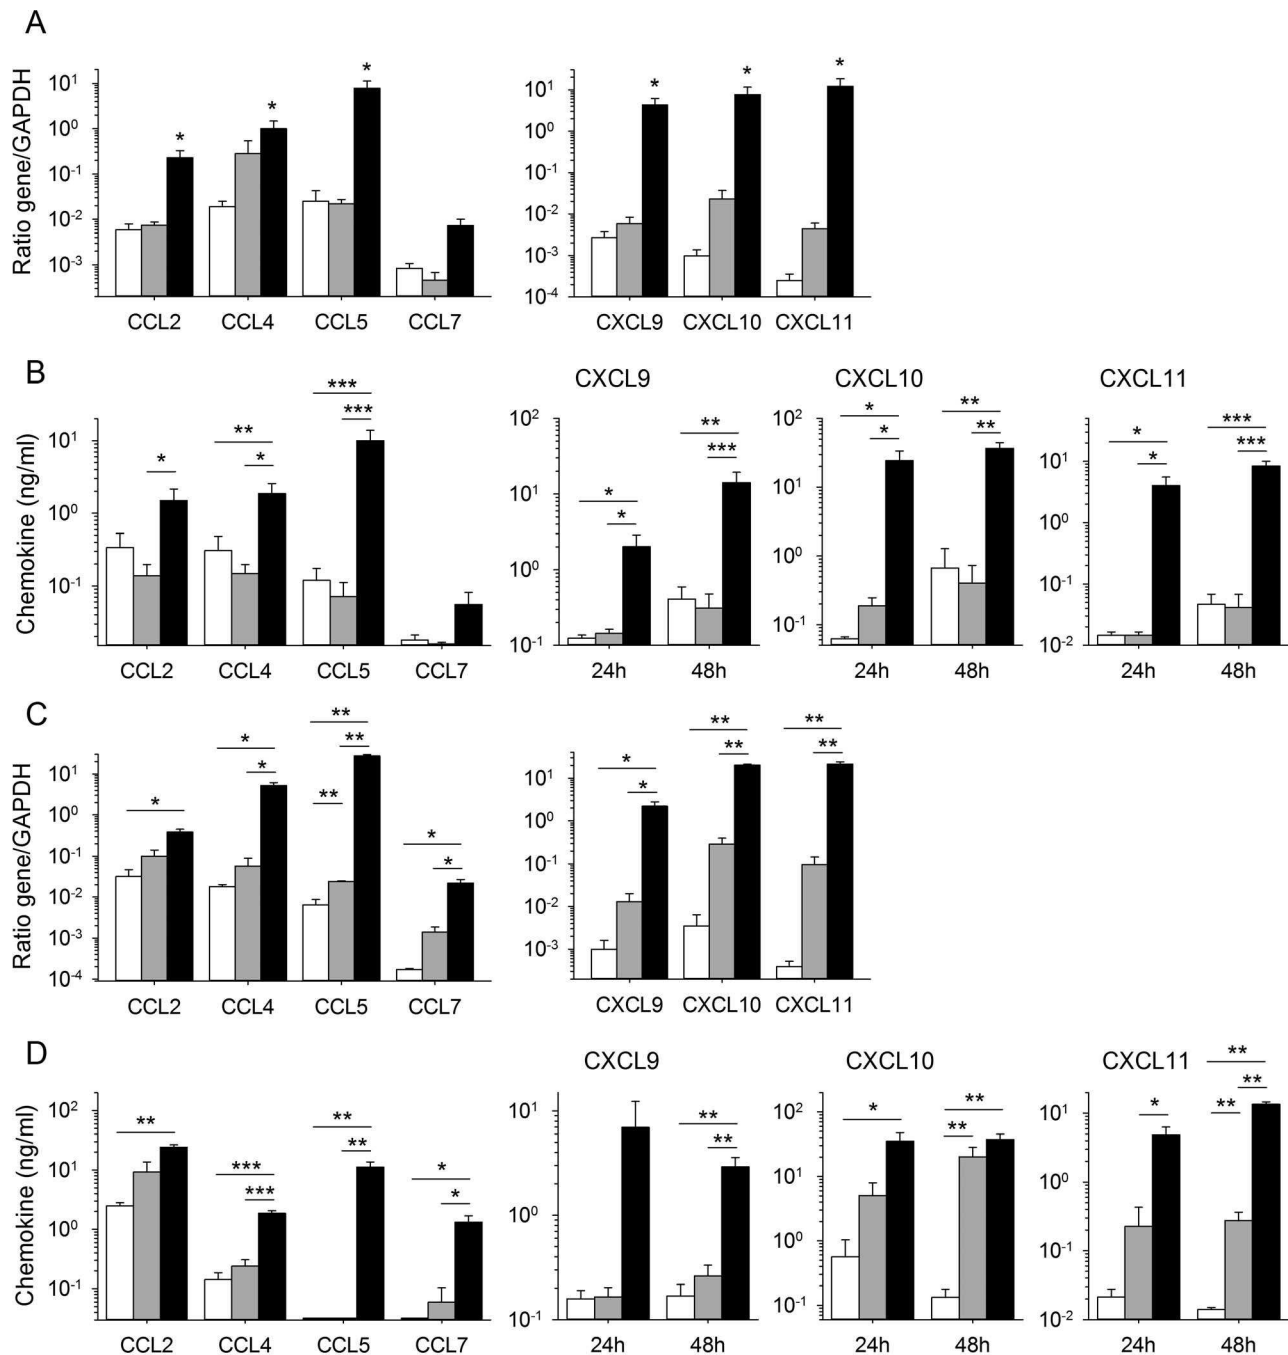 A
Ratio gene/GAPDH
10¹
10⁰
10⁻¹
10⁻²
10⁻³
* * *
CCL2 CCL4 CCL5 CCL7
10¹
10⁰
10⁻¹
10⁻²
10⁻³
10⁻⁴
* * *
CXCL9 CXCL10 CXCL11
B
Chemokine (ng/ml)
10¹
10⁰
10⁻¹
* ** * *** ***
CCL2 CCL4 CCL5 CCL7
CXCL9
10²
10¹
10⁰
10⁻¹
* * ** ***
24h 48h
CXCL10
10²
10¹
10⁰
10⁻¹
* * ** **
24h 48h
CXCL11
10¹
10⁰
10⁻¹
10⁻²
* * *** ***
24h 48h
C
Ratio gene/GAPDH
10¹
10⁰
10⁻¹
10⁻²
10⁻³
10⁻⁴
* * * ** ** ** * *
CCL2 CCL4 CCL5 CCL7
10¹
10⁰
10⁻¹
10⁻²
10⁻³
* * ** ** ** **
CXCL9 CXCL10 CXCL11
D
Chemokine (ng/ml)
10²
10¹
10⁰
10⁻¹
** *** *** ** ** * *
CCL2 CCL4 CCL5 CCL7
CXCL9
10¹
10⁰
10⁻¹
** **
24h 48h
CXCL10
10²
10¹
10⁰
10⁻¹
* ** **
24h 48h
CXCL11
10¹
10⁰
10⁻¹
10⁻²
* ** ** **
24h 48h